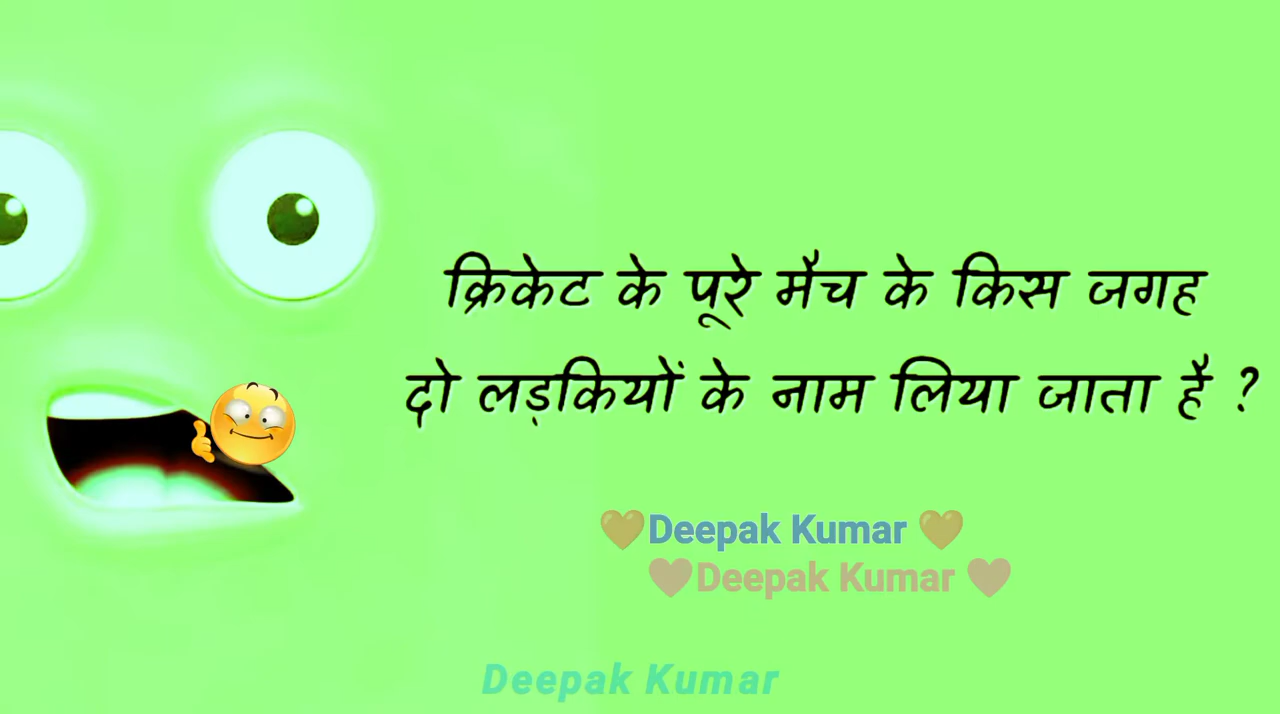 क्रिकेट के पूरे मैच के किस जगह
दो लड़कियों के नाम लिया जाता है ?
🤎Deepak Kumar 🤎
🤎Deepak Kumar 🤎
Deepak Kumar